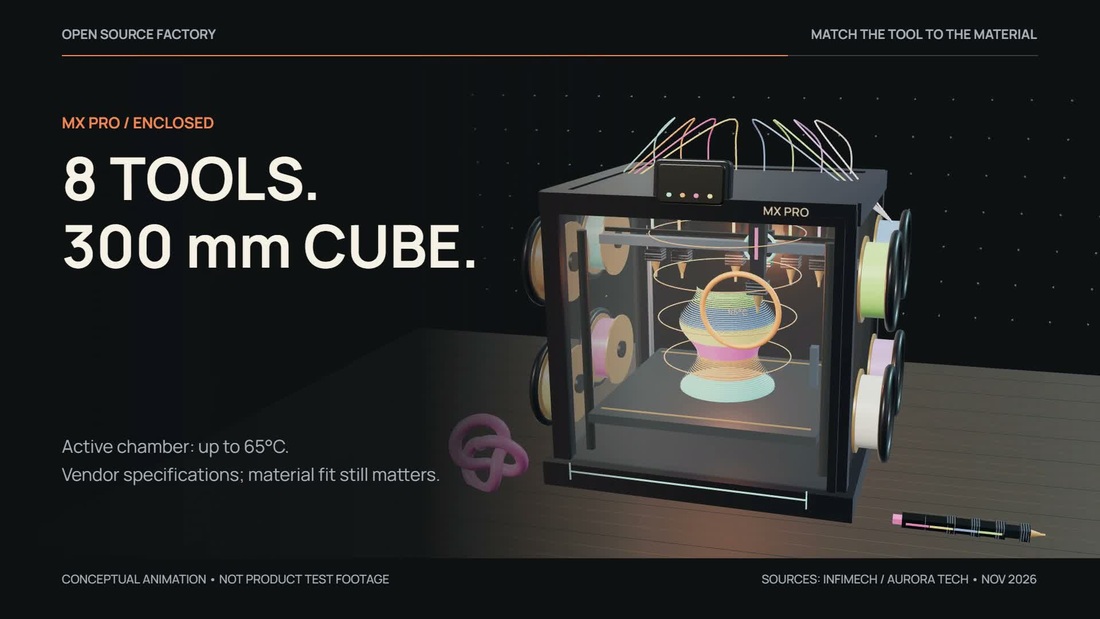 OPEN SOURCE FACTORY
MATCH THE TOOL TO THE MATERIAL
MX PRO / ENCLOSED
8 TOOLS.
300 mm CUBE.
MX PRO
65°C
Active chamber: up to 65°C.
Vendor specifications; material fit still matters.
CONCEPTUAL ANIMATION • NOT PRODUCT TEST FOOTAGE
SOURCES: INFIMECH / AURORA TECH • NOV 2026